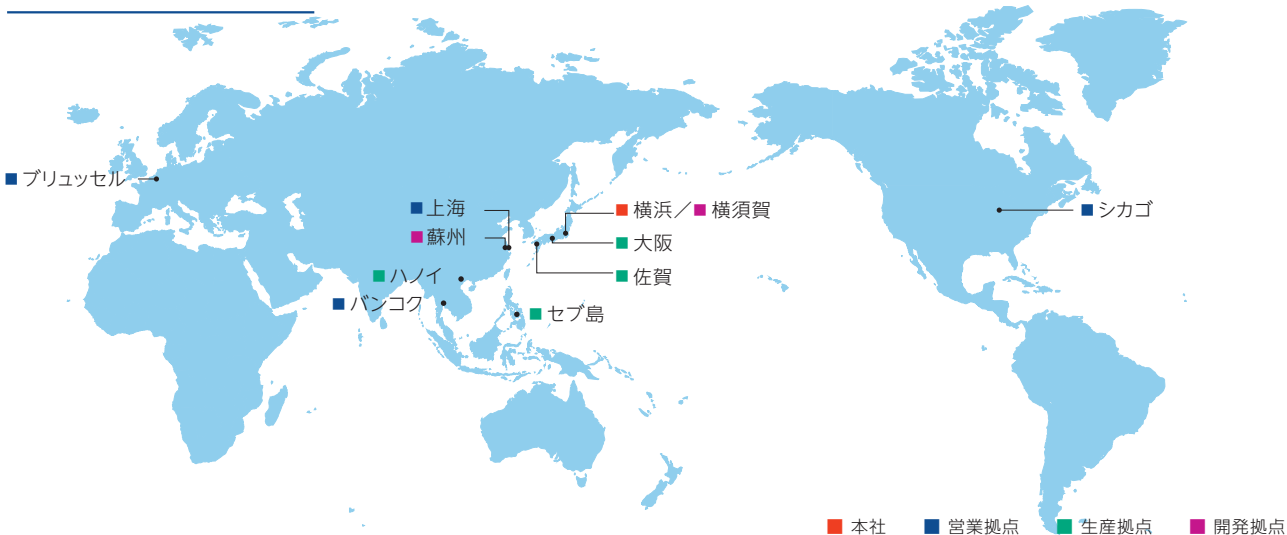 ブリュッセル
上海
蘇州
ハノイ
バンコク
セブ島
横浜／横須賀
大阪
佐賀
シカゴ
本社 営業拠点 生産拠点 開発拠点